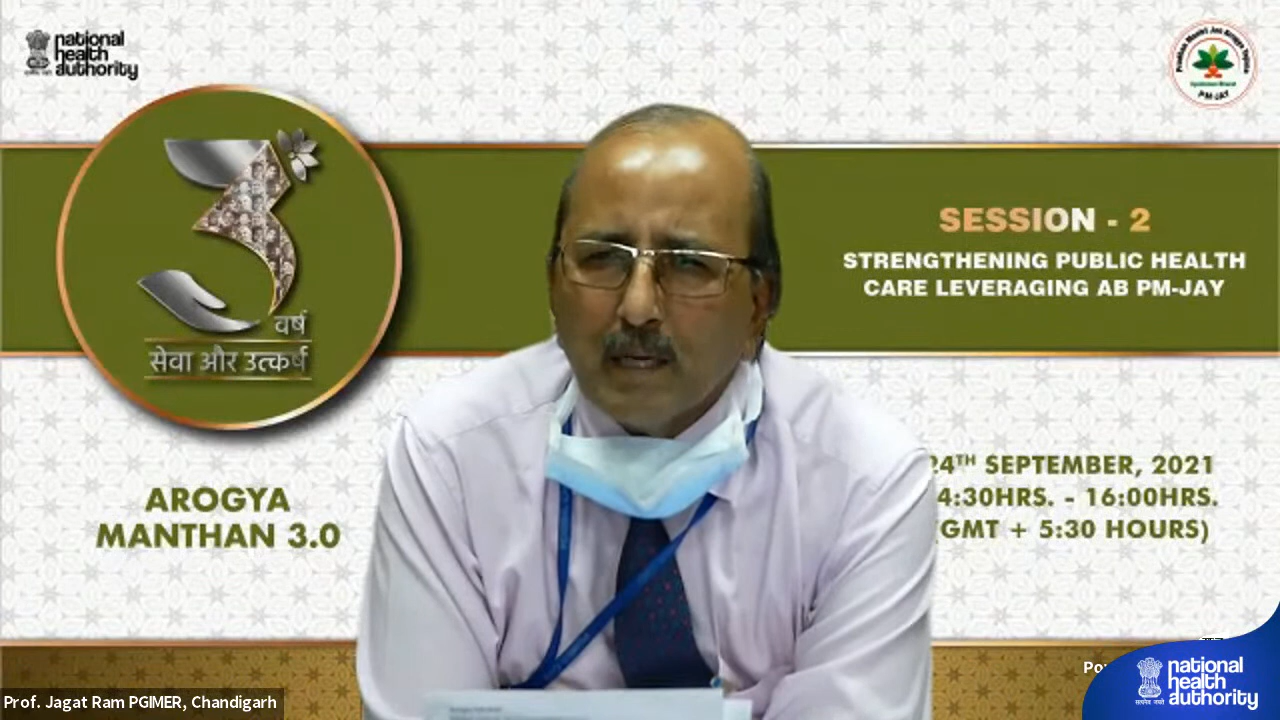 national
health
authority
PM-JAY
3
वर्ष
सेवा और उत्कर्ष
SESSION - 2
STRENGTHENING PUBLIC HEALTH
CARE LEVERAGING AB PM-JAY
AROGYA
MANTHAN 3.0
24TH SEPTEMBER, 2021
4:30HRS. - 16:00HRS.
GMT + 5:30 HOURS)
Prof. Jagat Ram PGIMER, Chandigarh
national
health
authority